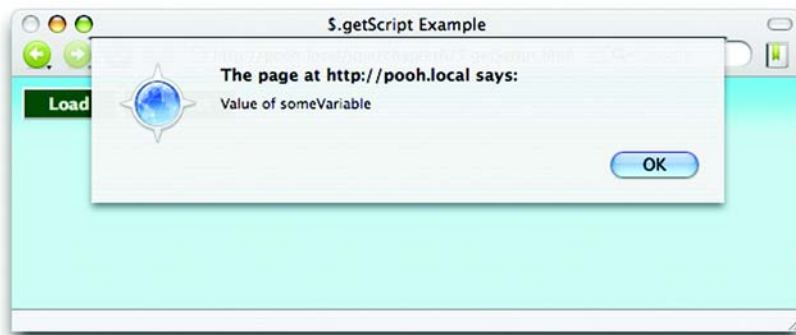 $.getScript Example
The page at http://pooh.local says:
Load
Value of someVariable
OK